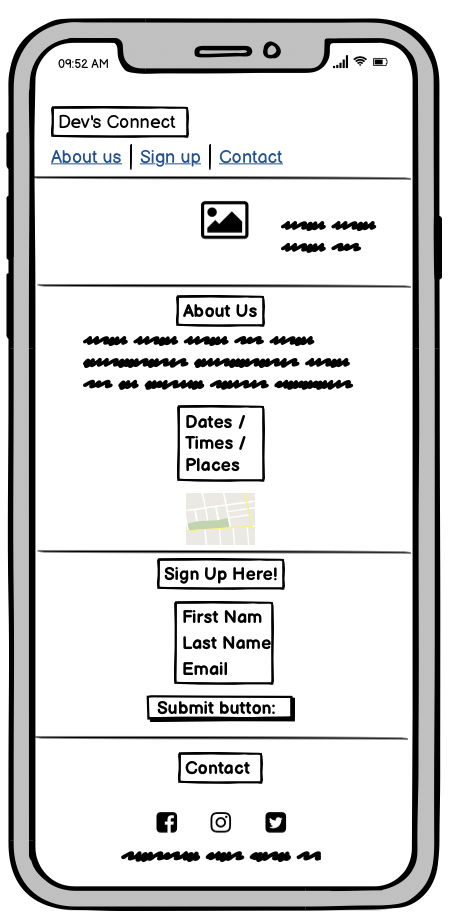 09:52 AM
Dev's Connect
About us | Sign up | Contact
About Us
Dates /
Times /
Places
Sign Up Here!
First Nam
Last Name
Email
Submit button:
Contact